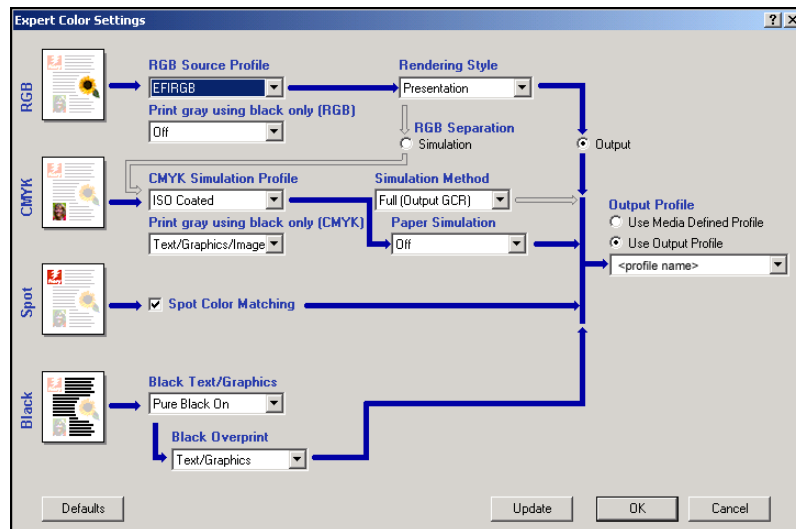 Expert Color Settings
RGB
RGB Source Profile
EFIRGB
Rendering Style
Presentation
Print gray using black only (RGB)
Off
RGB Separation
Simulation
Output
CMYK
CMYK Simulation Profile
ISO Coated
Simulation Method
Full (Output GCR)
Print gray using black only (CMYK)
Text/Graphics/Image
Paper Simulation
Off
Output Profile
Use Media Defined Profile
Use Output Profile
<profile name>
Spot
Spot Color Matching
Black
Black Text/Graphics
Pure Black On
Black Overprint
Text/Graphics
Defaults
Update
OK
Cancel